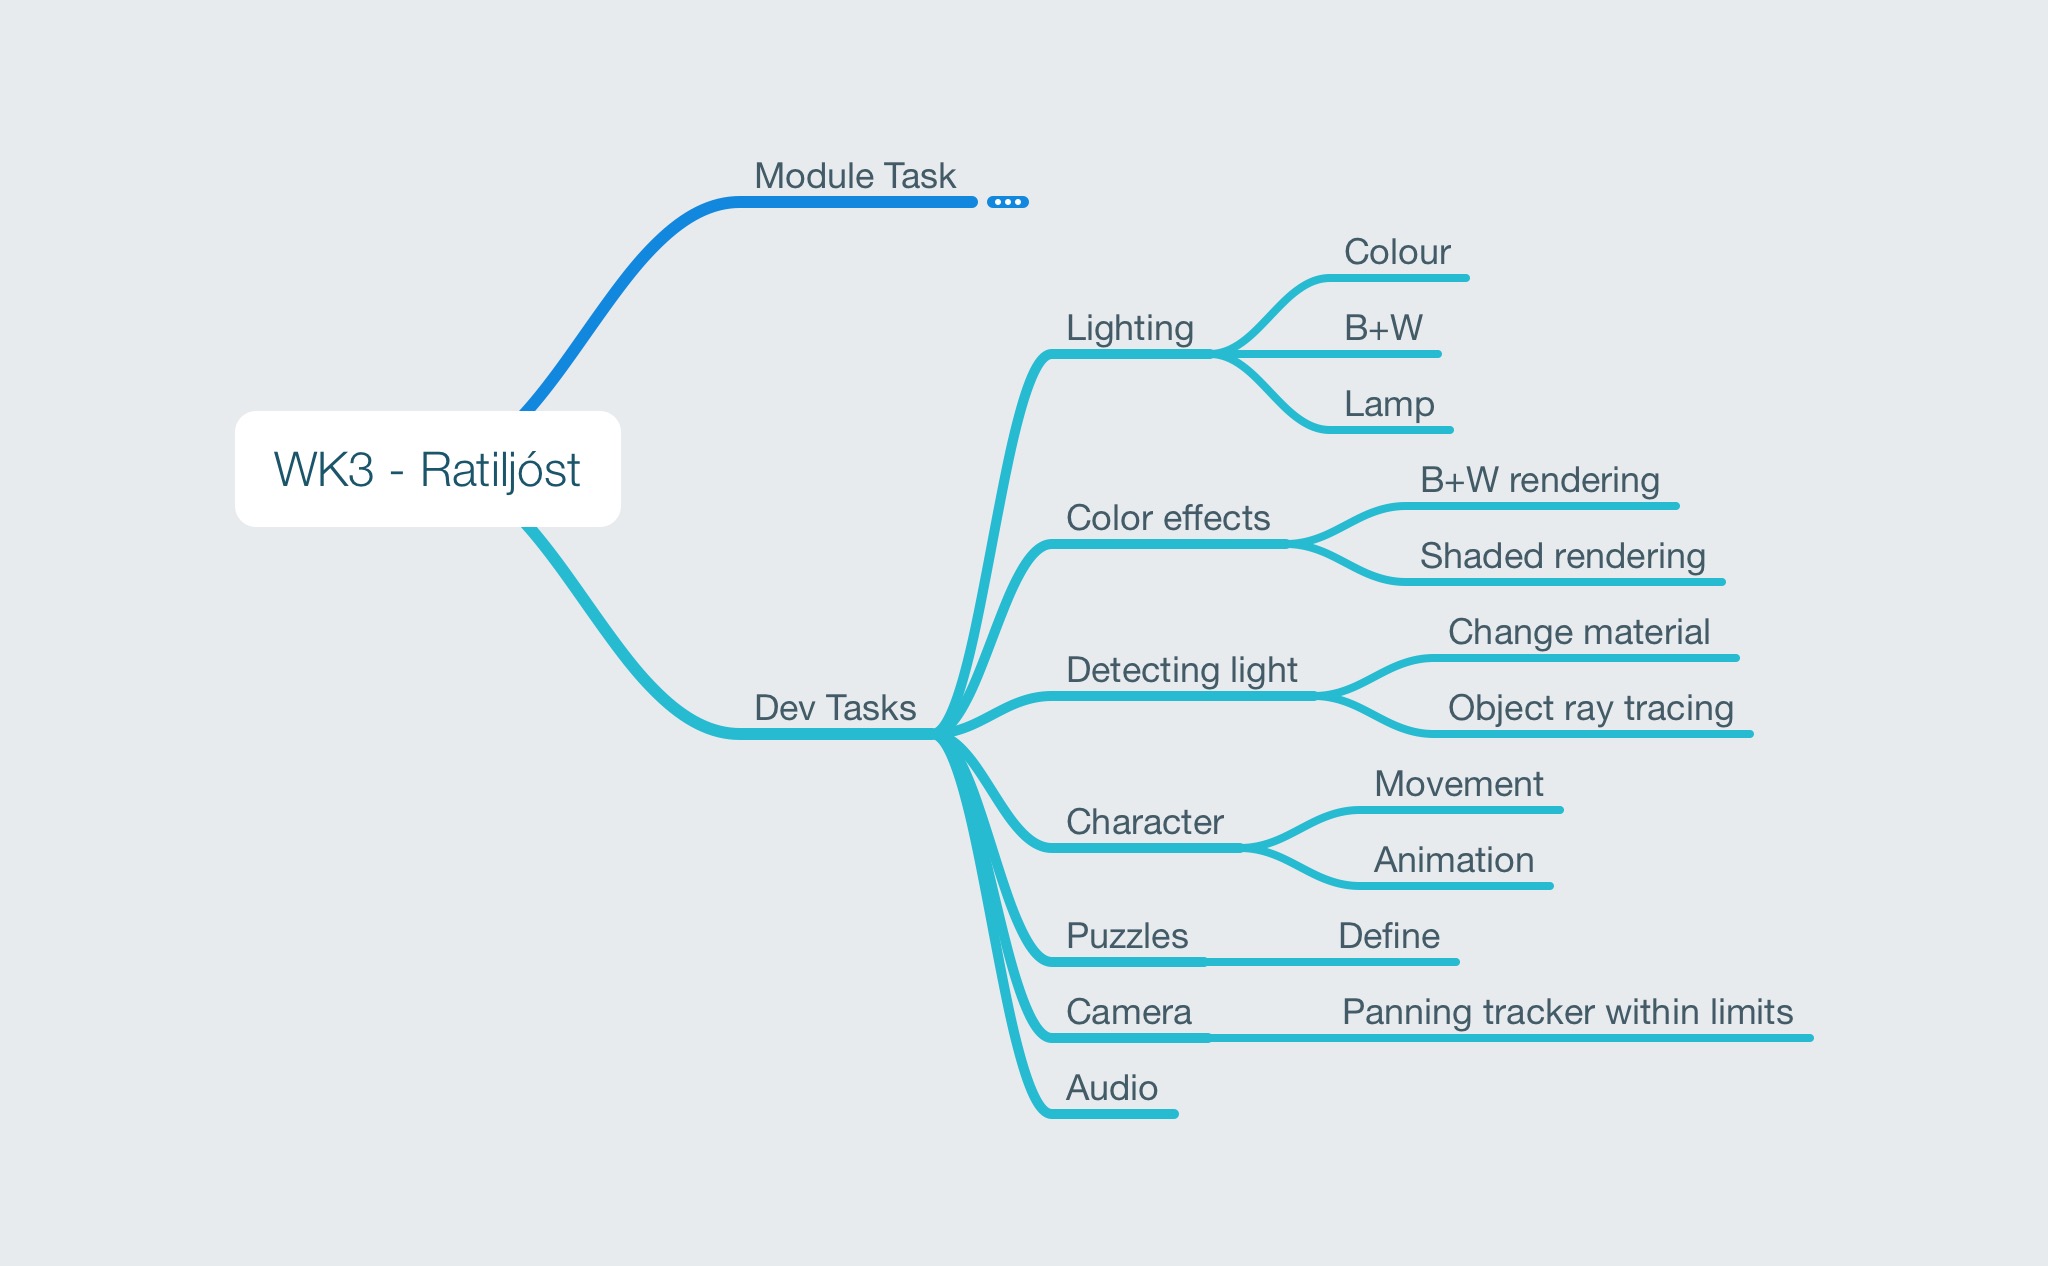 Module Task
Colour
Lighting
B+W
Lamp
WK3 - Ratiljóst
B+W rendering
Color effects
Shaded rendering
Change material
Detecting light
Dev Tasks
Object ray tracing
Movement
Character
Animation
Puzzles
Define
Camera
Panning tracker within limits
Audio